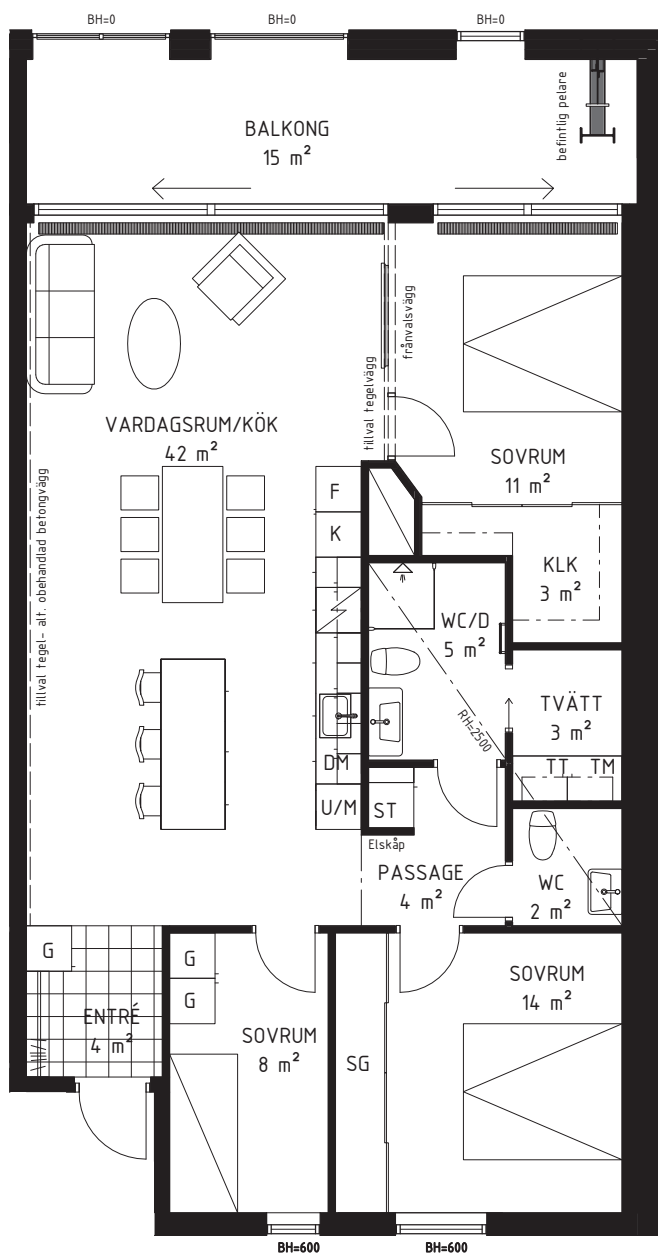 BH=0
BH=0
BH=0
BALKONG
15 m²
befintlig pelare
frånvalsvägg
tillval tegelvägg
VARDAGSRUM/KÖK
42 m²
SOVRUM
11 m²
F
K
KLK
3 m²
tillval tegel- alt. obehandlad betongvägg
WC/D
5 m²
RH=2500
TVÄTT
3 m²
DM
TT
TM
U/M
ST
Elskåp
PASSAGE
4 m²
WC
2 m²
G
G
G
ENTRÉ
4 m²
SOVRUM
8 m²
SG
SOVRUM
14 m²
BH=600
BH=600